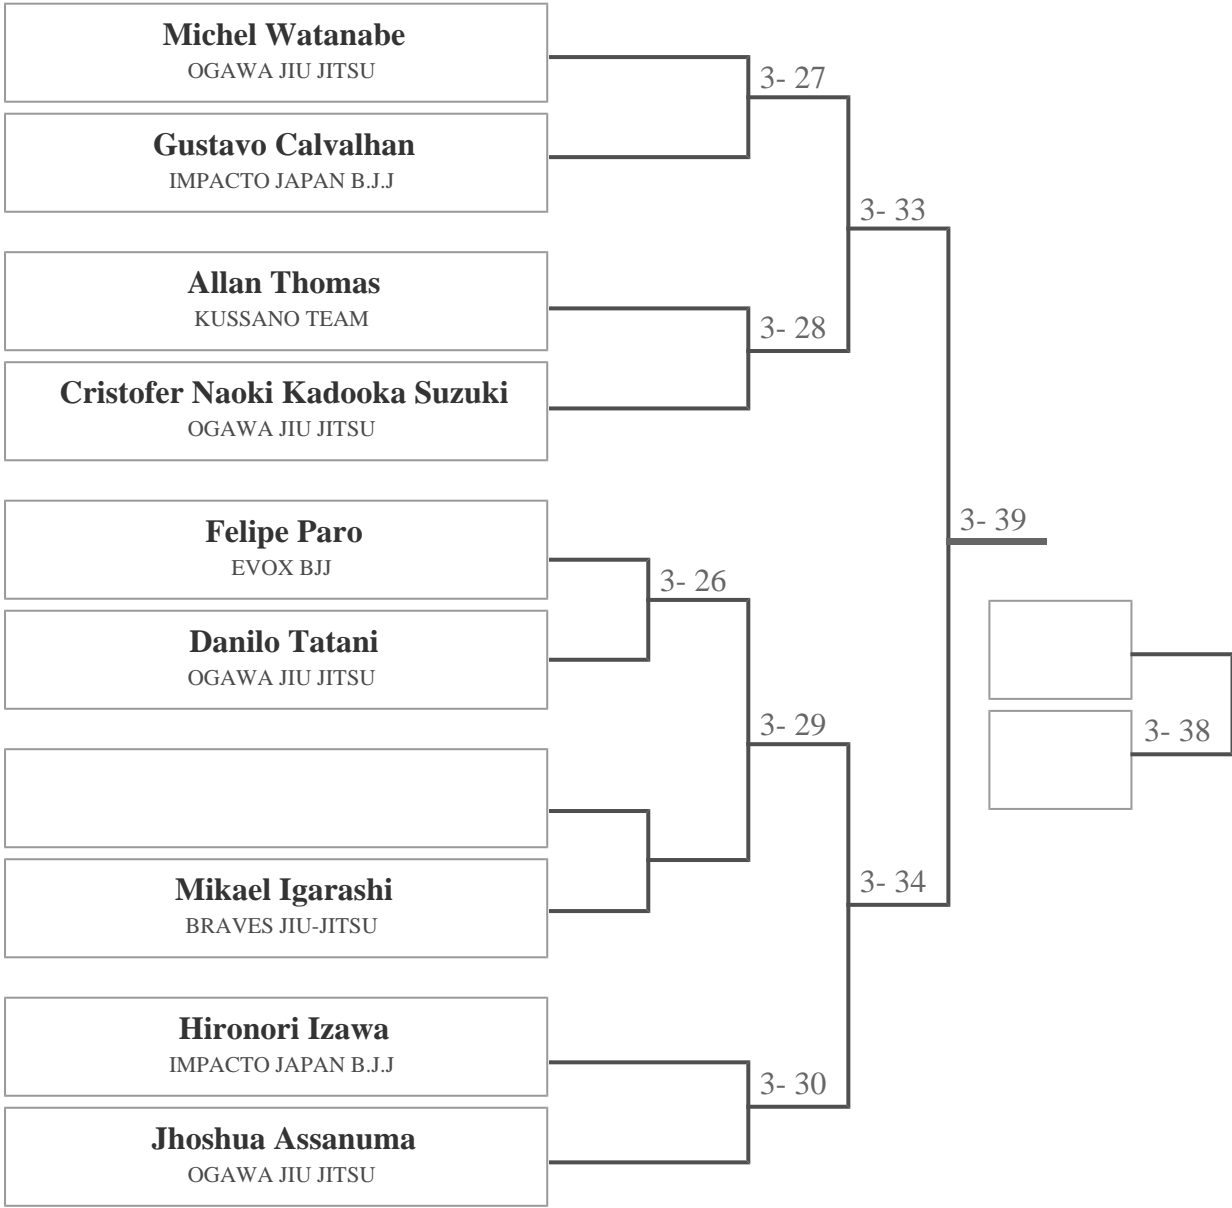 Michel Watanabe
OGAWA JIU JITSU
3- 27
Gustavo Calvalhan
IMPACTO JAPAN B.J.J
3- 33
Allan Thomas
KUSSANO TEAM
3- 28
Cristofer Naoki Kadooka Suzuki
OGAWA JIU JITSU
3- 39
Felipe Paro
EVOX BJJ
3- 26
Danilo Tatani
OGAWA JIU JITSU
3- 29
3- 38
Mikael Igarashi
BRAVES JIU-JITSU
3- 34
Hironori Izawa
IMPACTO JAPAN B.J.J
3- 30
Jhoshua Assanuma
OGAWA JIU JITSU